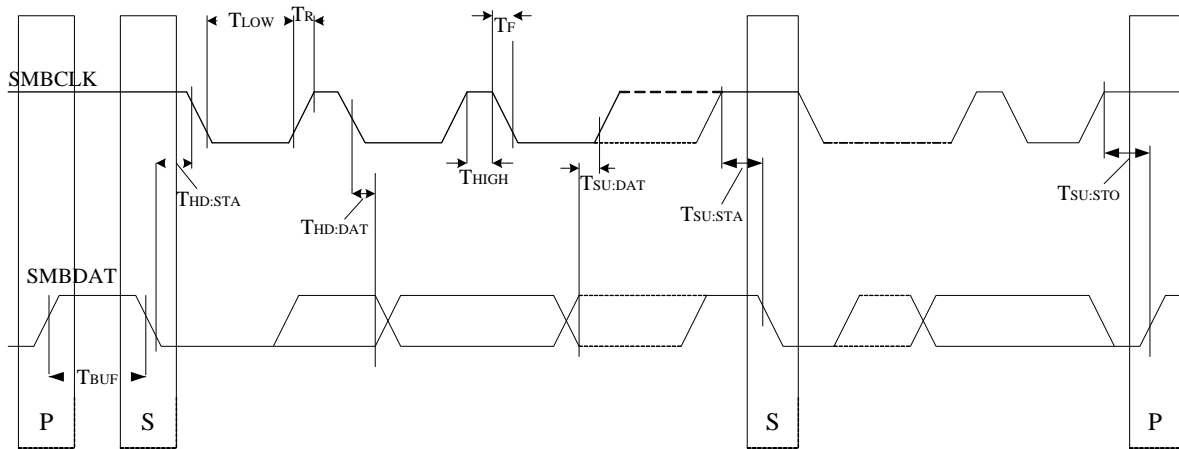 TLOW
TR
TF
SMBCLK
THD:STA
THIGH
TSU:DAT
THD:DAT
TSU:STA
TSU:STO
SMBDAT
TBUF
P
S
S
P